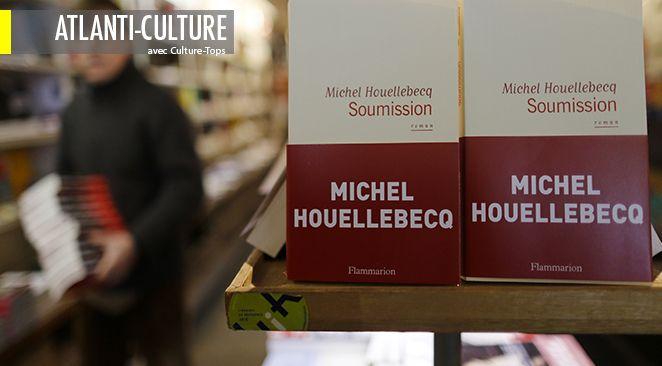 ATLANTI-CULTURE
avec Culture-Tops
Michel Houellebecq
Soumission
roman
MICHEL
HOUELLEBECQ
Flammarion
Michel Houellebecq
Soumission
roman
MICHEL
HOUELLEBECQ
Flammarion